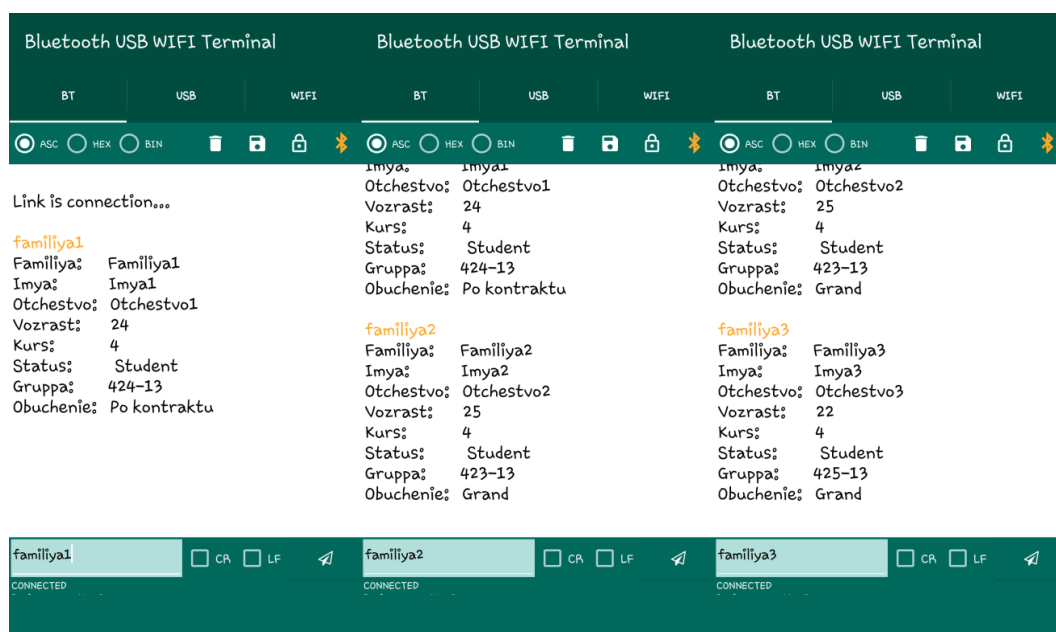 Bluetooth USB WIFI Terminal
BT USB WIFI
ASC HEX BIN
Link is connection...
familiya1
Familiya: Familiya1
Imya: Imya1
Otchestvo: Otchestvo1
Vozrast: 24
Kurs: 4
Status: Student
Gruppa: 424-13
Obuchenie: Po kontraktu
familiya1
CR LF
CONNECTED
Bluetooth USB WIFI Terminal
BT USB WIFI
ASC HEX BIN
Imya: Imya1
Otchestvo: Otchestvo1
Vozrast: 24
Kurs: 4
Status: Student
Gruppa: 424-13
Obuchenie: Po kontraktu
familiya2
Familiya: Familiya2
Imya: Imya2
Otchestvo: Otchestvo2
Vozrast: 25
Kurs: 4
Status: Student
Gruppa: 423-13
Obuchenie: Grand
familiya2
CR LF
CONNECTED
Bluetooth USB WIFI Terminal
BT USB WIFI
ASC HEX BIN
Imya: Imya2
Otchestvo: Otchestvo2
Vozrast: 25
Kurs: 4
Status: Student
Gruppa: 423-13
Obuchenie: Grand
familiya3
Familiya: Familiya3
Imya: Imya3
Otchestvo: Otchestvo3
Vozrast: 22
Kurs: 4
Status: Student
Gruppa: 425-13
Obuchenie: Grand
familiya3
CR LF
CONNECTED